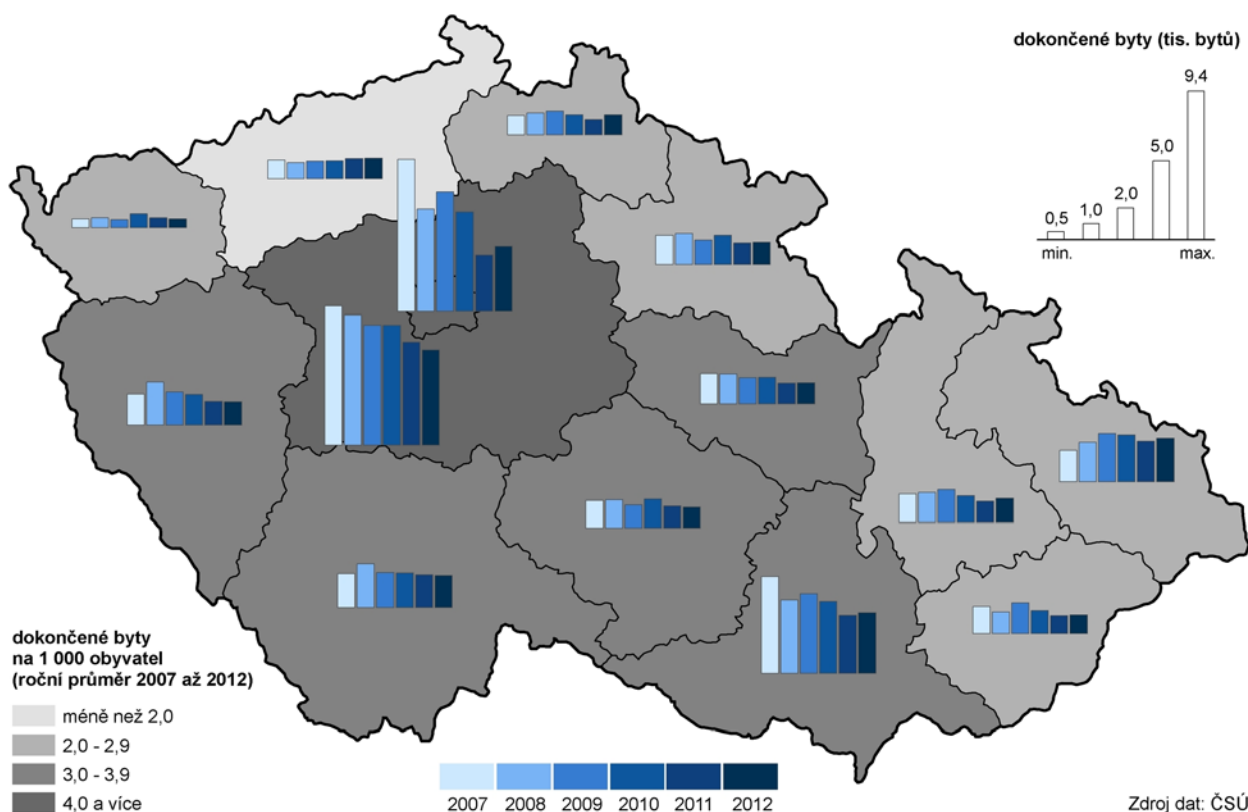 dokončené byty (tis. bytů)
9,4
5,0
2,0
1,0
0,5
min.
max.
dokončené byty
na 1 000 obyvatel
(roční průměr 2007 až 2012)
méně než 2,0
2,0 - 2,9
3,0 - 3,9
4,0 a více
2007 2008 2009 2010 2011 2012
Zdroj dat: ČSÚ